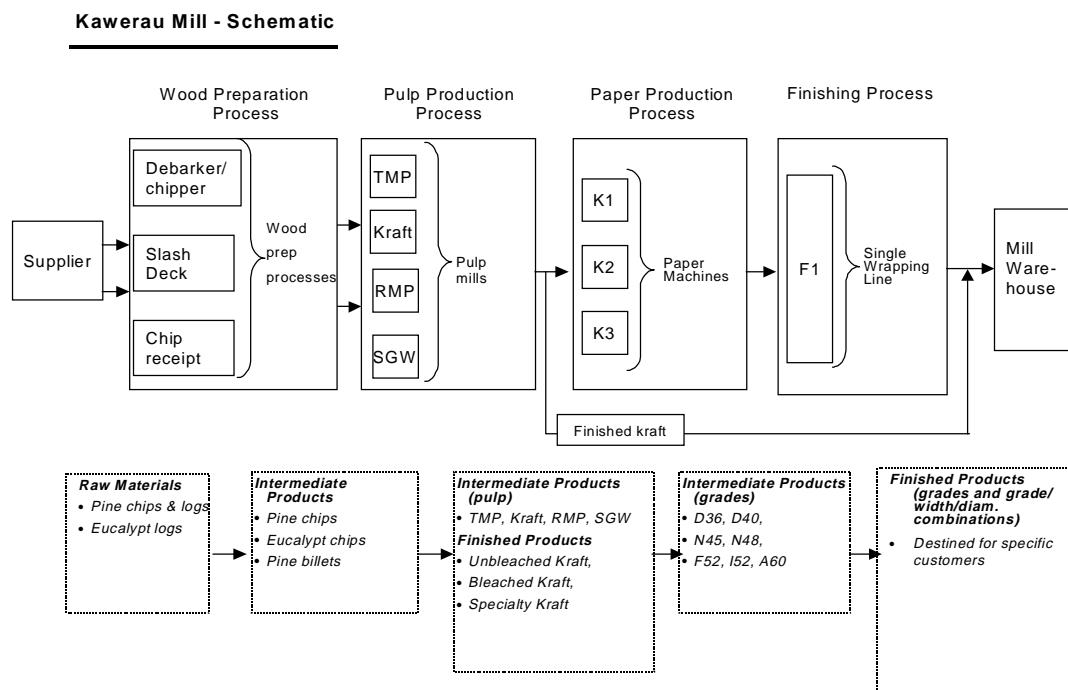 Kawerau Mill - Schematic
Wood Preparation
Process
Pulp Production
Process
Paper Production
Process
Finishing Process
Supplier
Debarker/
chipper
Slash
Deck
Chip
receipt
Wood
prep
processes
TMP
Kraft
RMP
SGW
Pulp
mills
K1
K2
K3
Paper
Machines
F1
Single
Wrapping
Line
Mill
Ware-
house
Finished kraft
Raw Materials
• Pine chips & logs
• Eucalypt logs
Intermediate
Products
• Pine chips
• Eucalypt chips
• Pine billets
Intermediate Products
(pulp)
• TMP, Kraft, RMP, SGW
Finished Products
• Unbleached Kraft,
• Bleached Kraft,
• Specialty Kraft
Intermediate Products
(grades)
• D36, D40,
• N45, N48,
• F52, I52, A60
Finished Products
(grades and grade/
width/diam.
combinations)
• Destined for specific
customers